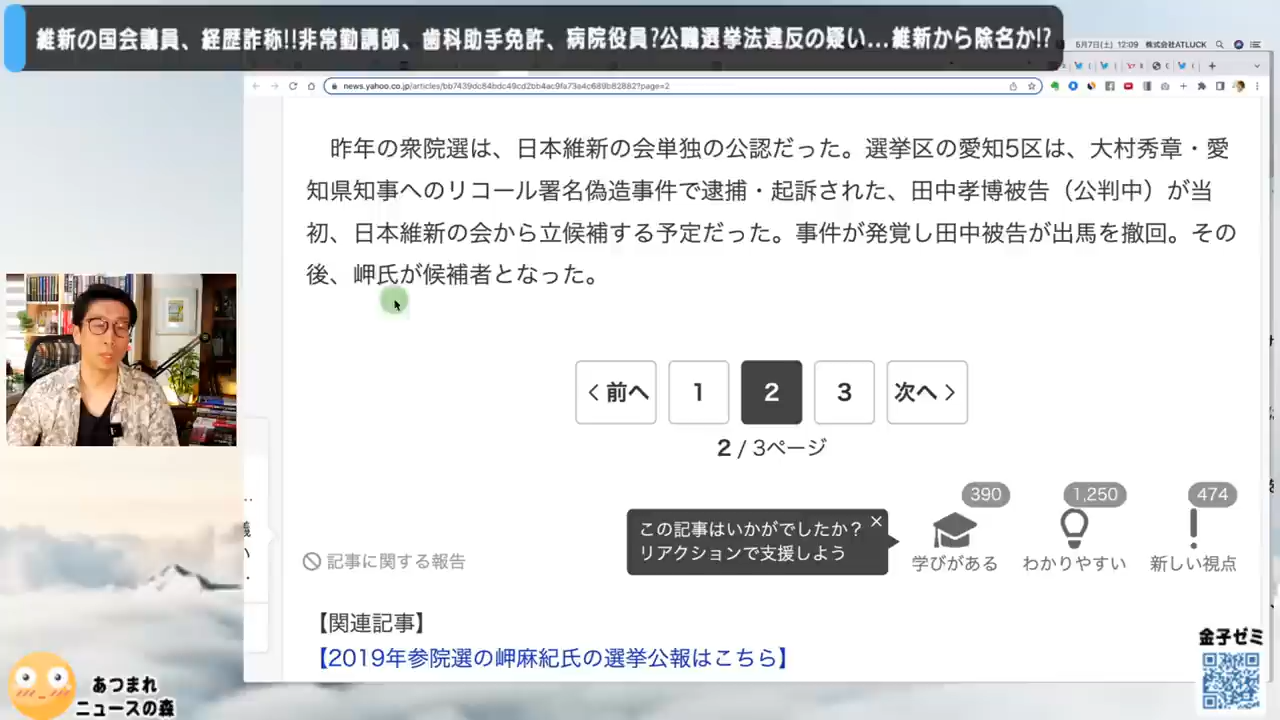 維新の国会議員、経歴詐称!!非常勤講師、歯科助手免許、病院役員?公職選挙法違反の疑い…維新から除名か!?
5月7日(土) 12:09 株式会社ATLUCK
news.yahoo.co.jp/articles/bb7439dc84bdc49cd2bb4ac9fa73a4c689b82882?page=2
昨年の衆院選は、日本維新の会単独の公認だった。選挙区の愛知5区は、大村秀章・愛
知県知事へのリコール署名偽造事件で逮捕・起訴された、田中孝博被告（公判中）が当
初、日本維新の会から立候補する予定だった。事件が発覚し田中被告が出馬を撤回。その
後、岬氏が候補者となった。
前へ 1 2 3 次へ
2 / 3ページ
390 1,250 474
この記事はいかがでしたか？
リアクションで支援しよう
学びがある わかりやすい 新しい視点
記事に関する報告
【関連記事】
【2019年参院選の岬麻紀氏の選挙公報はこちら】
金子ゼミ
あつまれ
ニュースの森